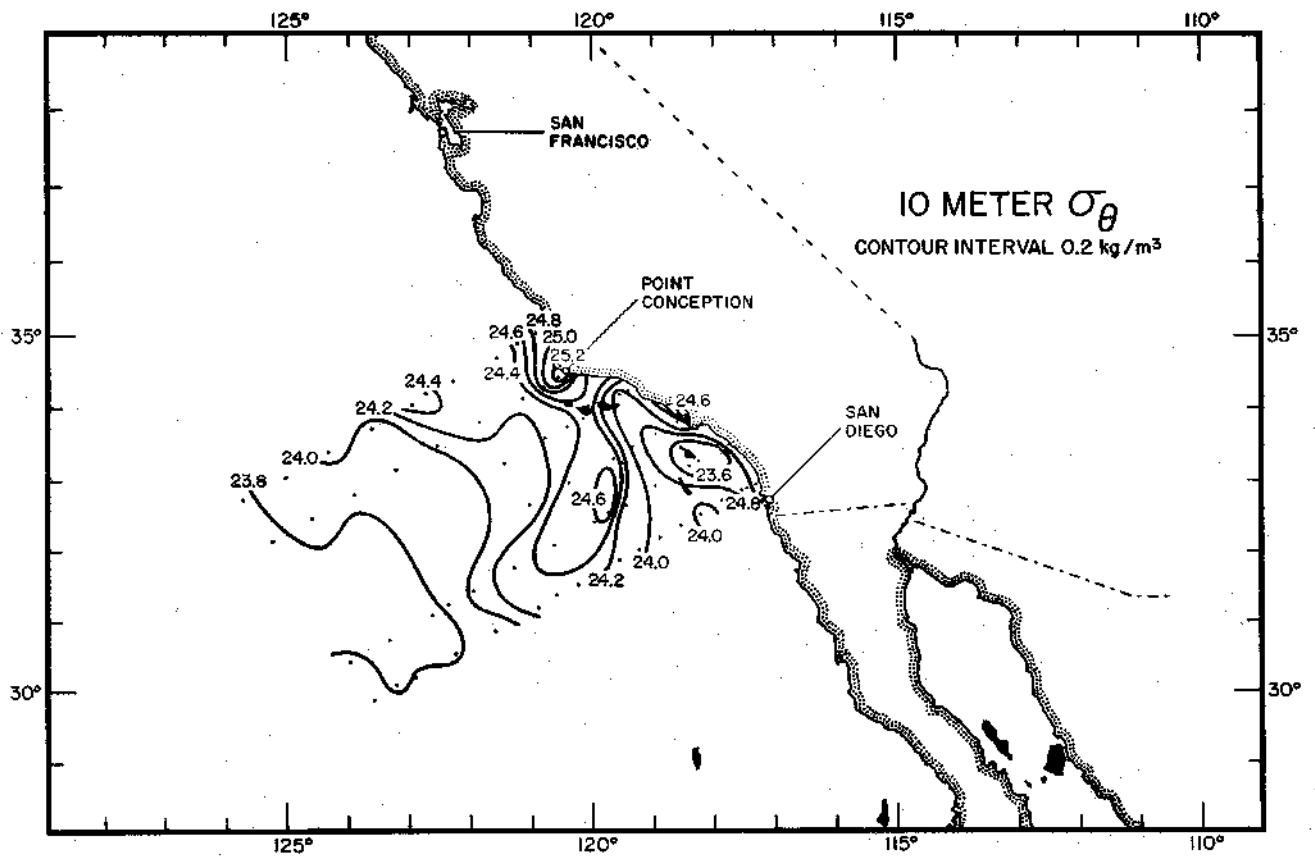 125° 120° 115° 110°
SAN
FRANCISCO
10 METER σθ
CONTOUR INTERVAL 0.2 kg/m³
POINT
CONCEPTION
35° 24.6 24.8 35°
25.0
25.2
24.4
24.4
24.2
24.6
SAN
DIEGO
24.0
23.8
23.6
24.6
24.8
24.0
24.0
24.2
30° 30°
125° 120° 115° 110°